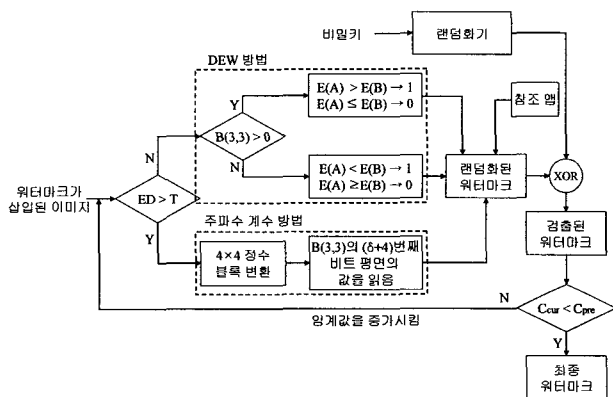 비밀키
랜덤화기
DEW 방법
E(A) > E(B) → 1
E(A) ≤ E(B) → 0
참조 맵
Y
B(3,3) > 0
N
N
E(A) < E(B) → 1
E(A) ≥ E(B) → 0
랜덤화된
워터마크
XOR
워터마크가
삽입된 이미지
ED > T
Y
주파수 계수 방법
4×4 정수
블록 변환
B(3,3)의 (δ+4)번째
비트 평면의
값을 읽음
검출된
워터마크
N
Ccur < Cpre
임계값을 증가시킴
Y
최종
워터마크